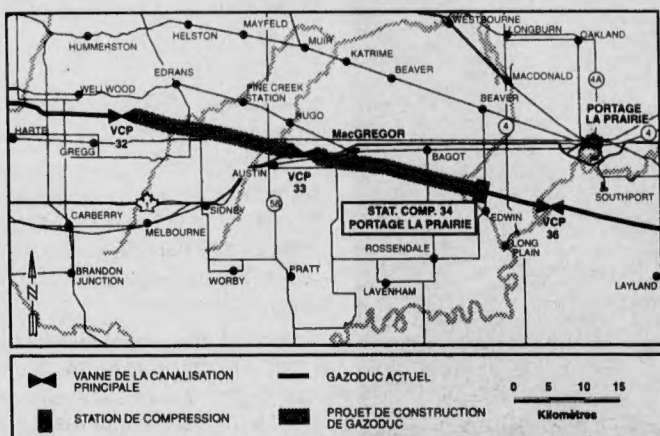 MAYFELD
HELSTON
HUMMERSTON
MUIR
KATRIME
WESTBOURNE
LONGBURN
OAKLAND
MACDONALD
4A
WELLWOOD
EDRANS
PINE CREEK
STATION
BEAVER
BEAVER
PORTAGE
LA PRAIRIE
HARTE
GREGG
VCP
32
HUGO
MacGREGOR
4
4
AUSTIN
VCP
33
BAGOT
SOUTHPORT
1
CARBERRY
MELBOURNE
SIDNEY
58
STAT. COMP. 34
PORTAGE LA PRAIRIE
EDWIN
VCP
36
LONG
PLAIN
BRANDON
JUNCTION
WORBY
PRATT
ROSSENDALE
LAVENHAM
LAYLAND
N
VANNE DE LA CANALISATION
PRINCIPALE
GAZODUC ACTUEL
STATION DE COMPRESSION
PROJET DE CONSTRUCTION
DE GAZODUC
0 5 10 15
Kilomètres